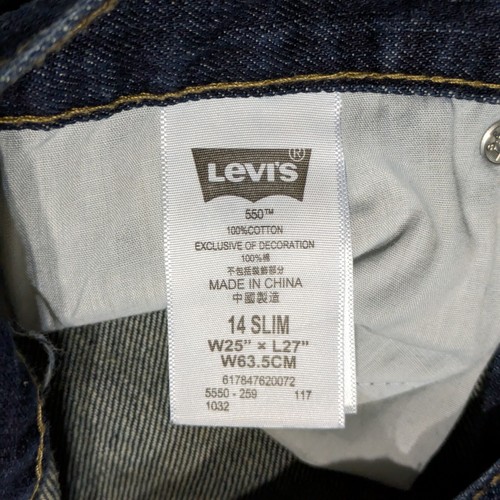 Levi's®
550™
100%COTTON
EXCLUSIVE OF DECORATION
100%棉
不包括裝飾部分
MADE IN CHINA
中國製造
14 SLIM
W25" × L27"
W63.5CM
617847620072
5550 - 259 117
1032